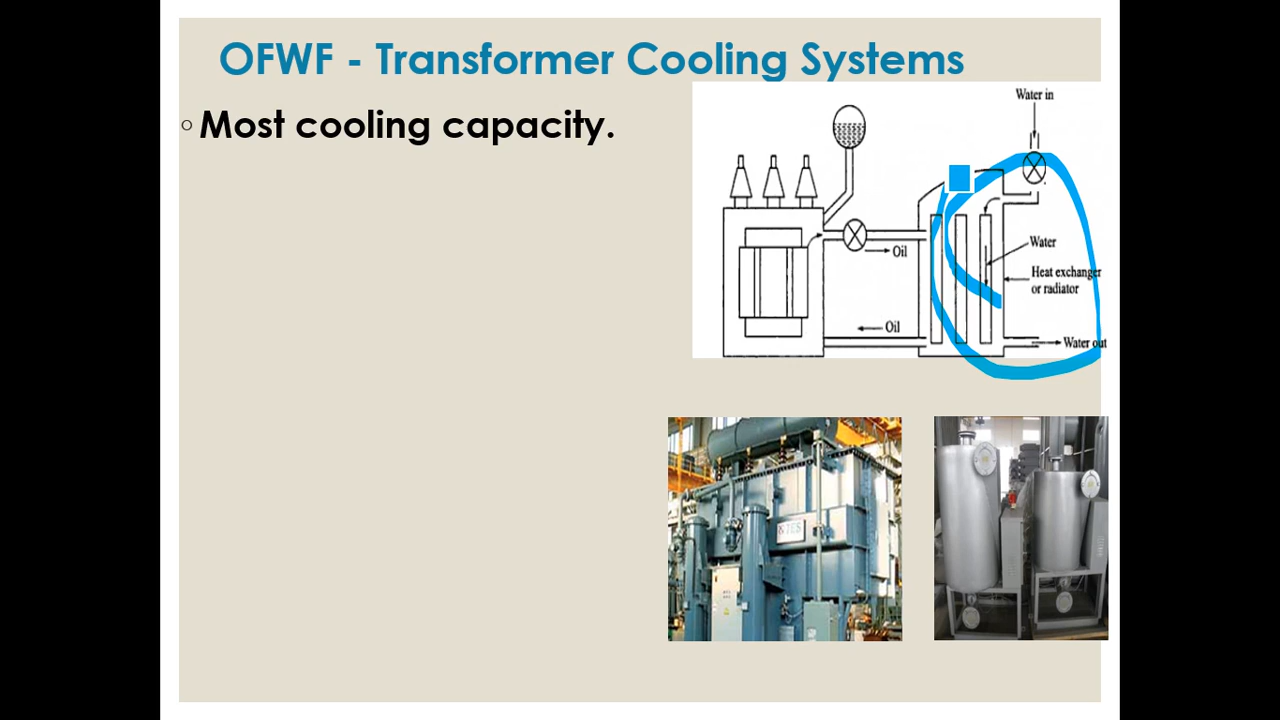 OFWF - Transformer Cooling Systems
Most cooling capacity.
Water in
Oil
Water
Heat exchanger
or radiator
Oil
Water out